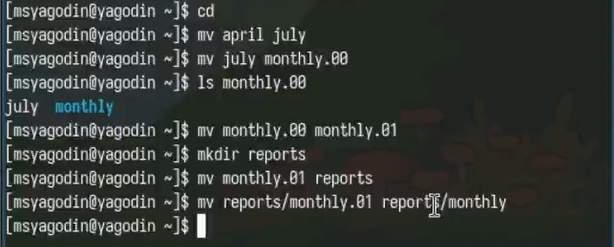 [msyagodin@yagodin ~]$ cd
[msyagodin@yagodin ~]$ mv april july
[msyagodin@yagodin ~]$ mv july monthly.00
[msyagodin@yagodin ~]$ ls monthly.00
july  monthly
[msyagodin@yagodin ~]$ mv monthly.00 monthly.01
[msyagodin@yagodin ~]$ mkdir reports
[msyagodin@yagodin ~]$ mv monthly.01 reports
[msyagodin@yagodin ~]$ mv reports/monthly.01 reports/monthly
[msyagodin@yagodin ~]$